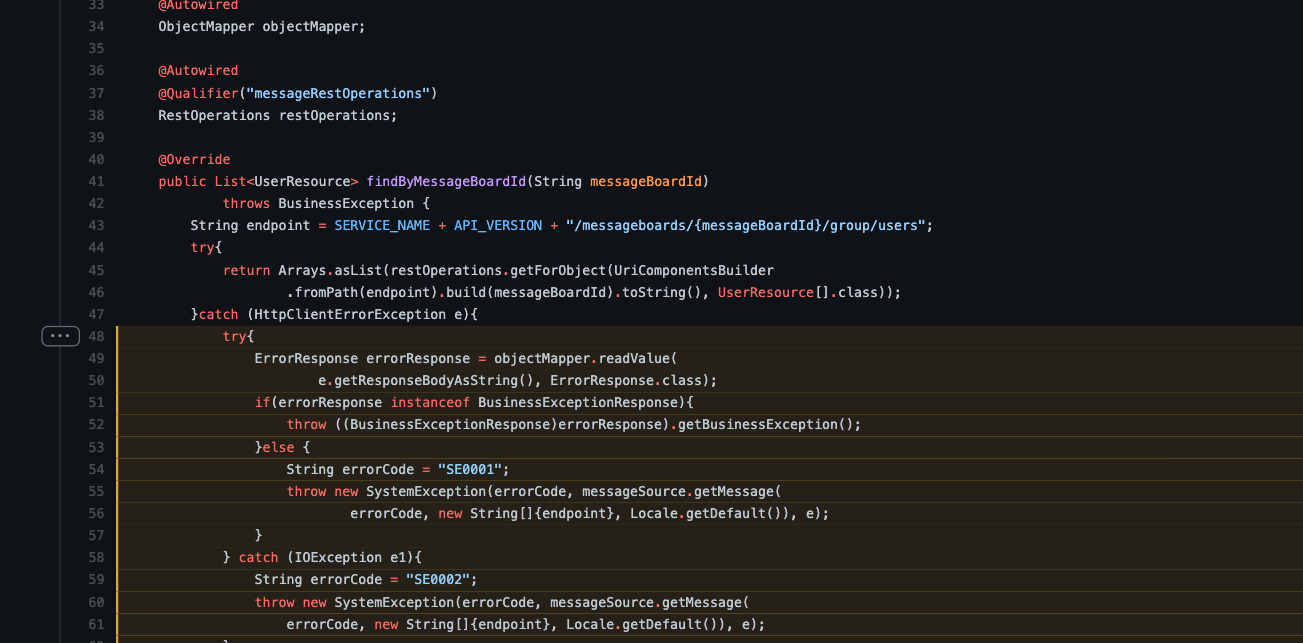 33 @Autowired
34 ObjectMapper objectMapper;
35
36 @Autowired
37 @Qualifier("messageRestOperations")
38 RestOperations restOperations;
39
40 @Override
41 public List<UserResource> findByMessageBoardId(String messageBoardId)
42 throws BusinessException {
43 String endpoint = SERVICE_NAME + API_VERSION + "/messageboards/{messageBoardId}/group/users";
44 try{
45 return Arrays.asList(restOperations.getForObject(UriComponentsBuilder
46 .fromPath(endpoint).build(messageBoardId).toString(), UserResource[].class));
47 }catch (HttpClientErrorException e){
48 try{
49 ErrorResponse errorResponse = objectMapper.readValue(
50 e.getResponseBodyAsString(), ErrorResponse.class);
51 if(errorResponse instanceof BusinessExceptionResponse){
52 throw ((BusinessExceptionResponse)errorResponse).getBusinessException();
53 }else {
54 String errorCode = "SE0001";
55 throw new SystemException(errorCode, messageSource.getMessage(
56 errorCode, new String[]{endpoint}, Locale.getDefault()), e);
57 }
58 } catch (IOException e1){
59 String errorCode = "SE0002";
60 throw new SystemException(errorCode, messageSource.getMessage(
61 errorCode, new String[]{endpoint}, Locale.getDefault()), e);